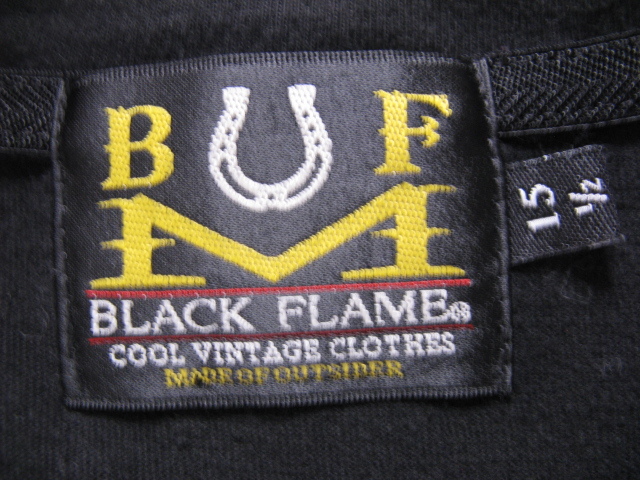 B F
M
BLACK FLAME®
COOL VINTAGE CLOTHES
MADE OF OUTSIDER
15 1/2